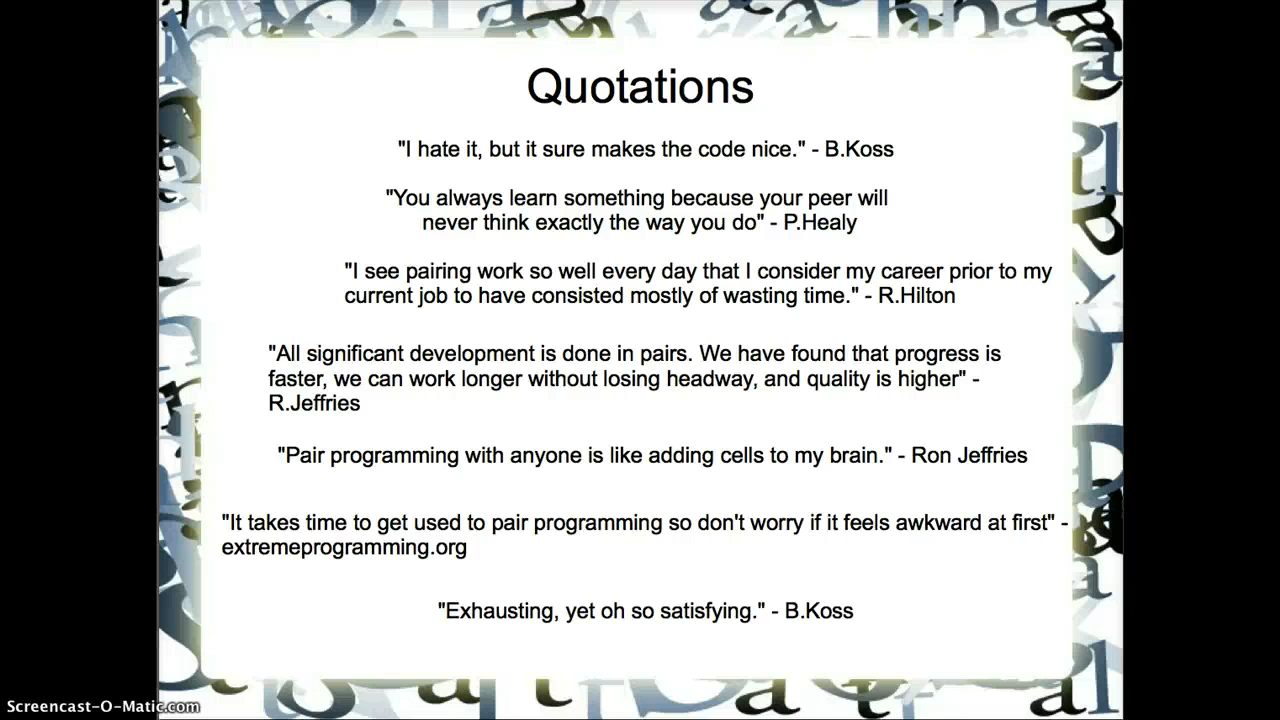 Quotations
"I hate it, but it sure makes the code nice." - B.Koss
"You always learn something because your peer will
never think exactly the way you do" - P.Healy
"I see pairing work so well every day that I consider my career prior to my
current job to have consisted mostly of wasting time." - R.Hilton
"All significant development is done in pairs. We have found that progress is
faster, we can work longer without losing headway, and quality is higher" -
R.Jeffries
"Pair programming with anyone is like adding cells to my brain." - Ron Jeffries
"It takes time to get used to pair programming so don't worry if it feels awkward at first" -
extremeprogramming.org
"Exhausting, yet oh so satisfying." - B.Koss
Screencast-O-Matic.com